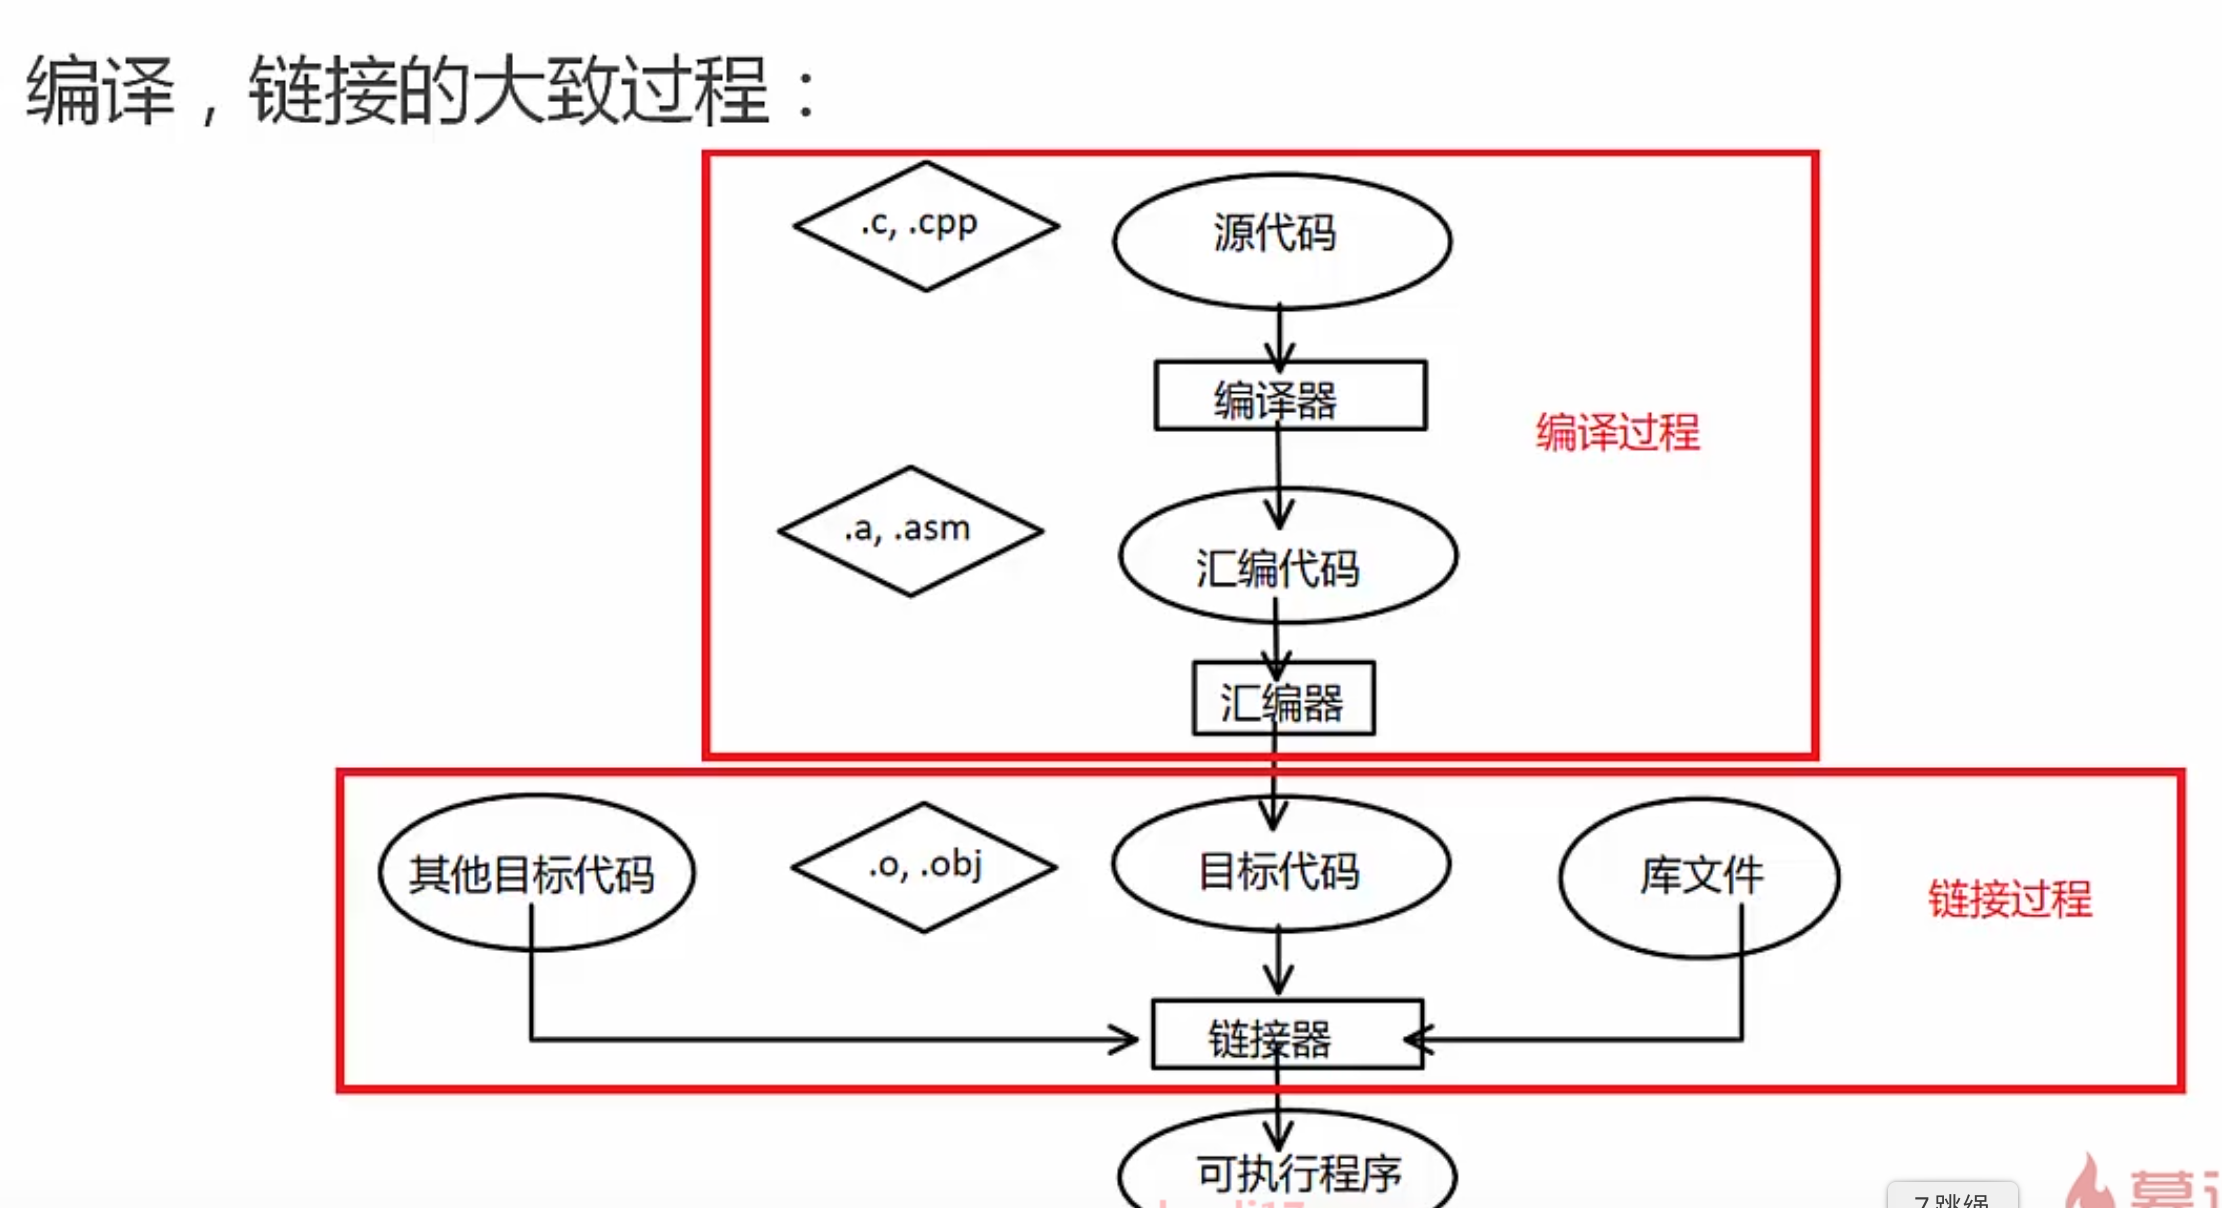 编译，链接的大致过程：
.c, .cpp
源代码
编译器
编译过程
.a, .asm
汇编代码
汇编器
其他目标代码
.o, .obj
目标代码
库文件
链接过程
链接器
可执行程序